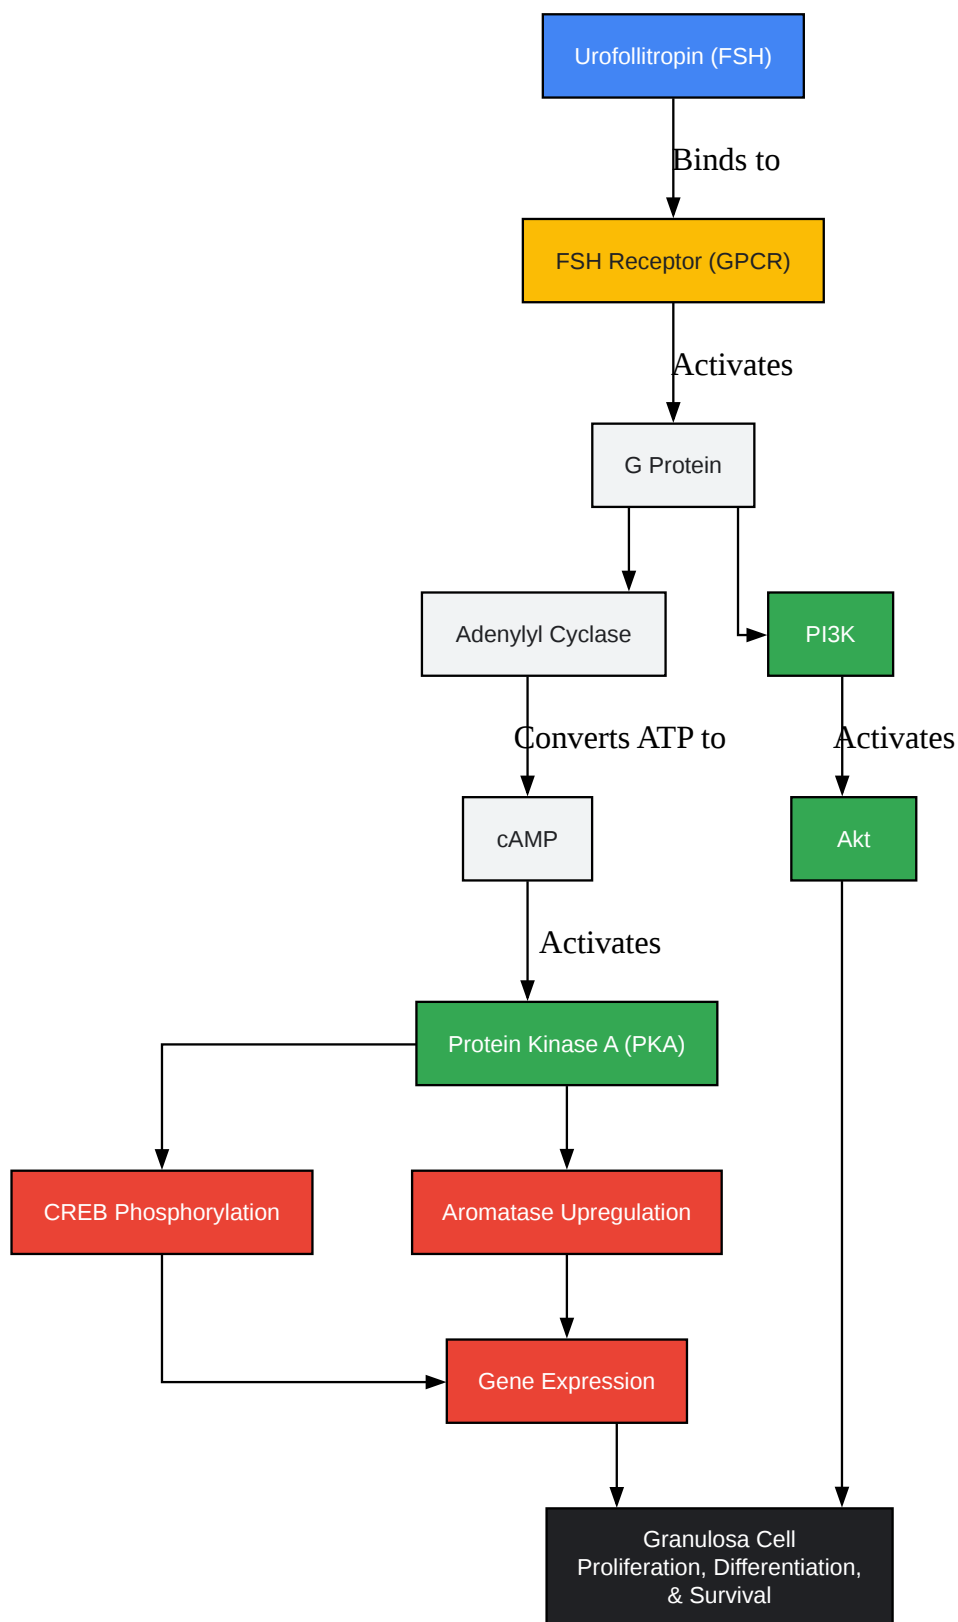 Urofollitropin (FSH)
Binds to
FSH Receptor (GPCR)
Activates
G Protein
Adenylyl Cyclase
PI3K
Converts ATP to
Activates
cAMP
Akt
Activates
Protein Kinase A (PKA)
CREB Phosphorylation
Aromatase Upregulation
Gene Expression
Granulosa Cell
Proliferation, Differentiation,
& Survival